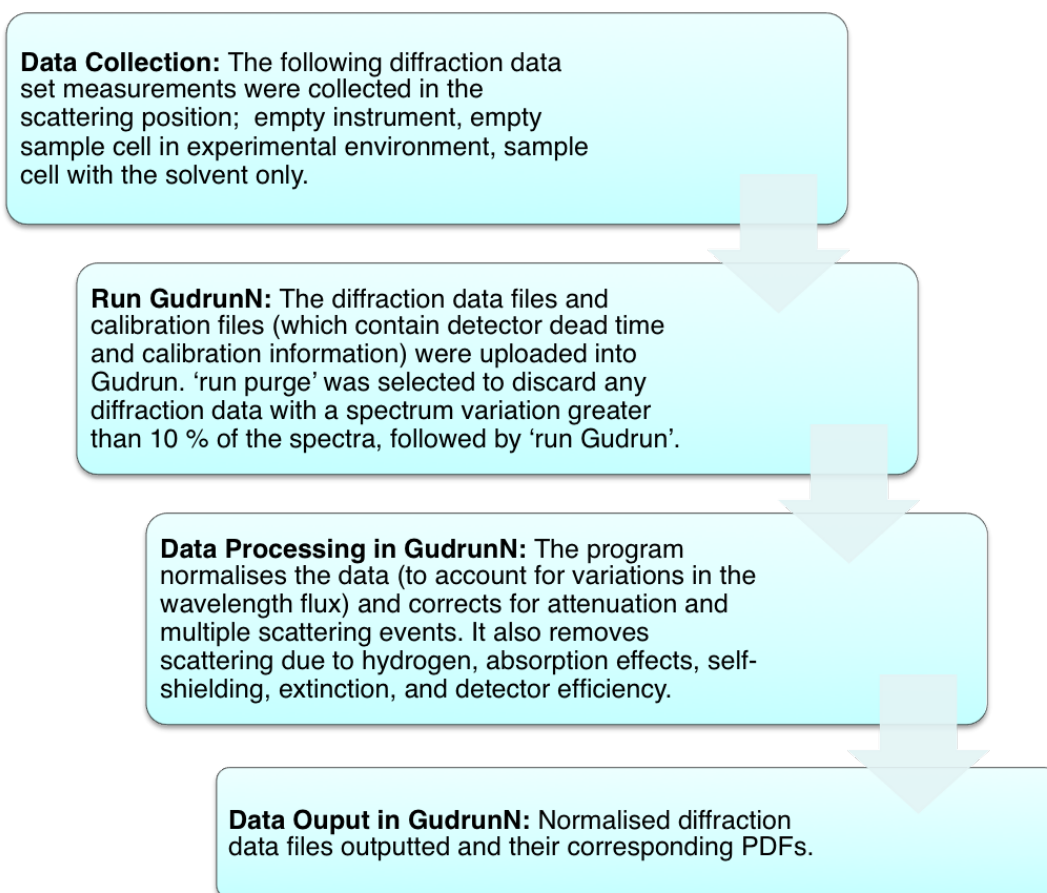 Data Collection: The following diffraction data
set measurements were collected in the
scattering position;  empty instrument, empty
sample cell in experimental environment, sample
cell with the solvent only.
Run GudrunN: The diffraction data files and
calibration files (which contain detector dead time
and calibration information) were uploaded into
Gudrun. ‘run purge’ was selected to discard any
diffraction data with a spectrum variation greater
than 10 % of the spectra, followed by ‘run Gudrun’.
Data Processing in GudrunN: The program
normalises the data (to account for variations in the
wavelength flux) and corrects for attenuation and
multiple scattering events. It also removes
scattering due to hydrogen, absorption effects, self-
shielding, extinction, and detector efficiency.
Data Ouput in GudrunN: Normalised diffraction
data files outputted and their corresponding PDFs.